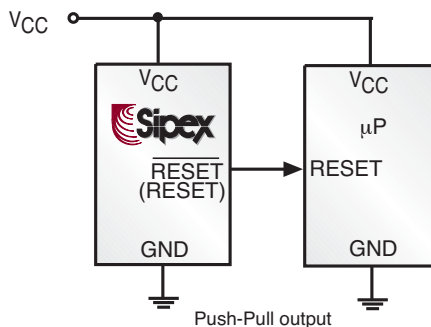 VCC
VCC
Sipex
RESET
(RESET)
GND
VCC
μP
RESET
GND
Push-Pull output